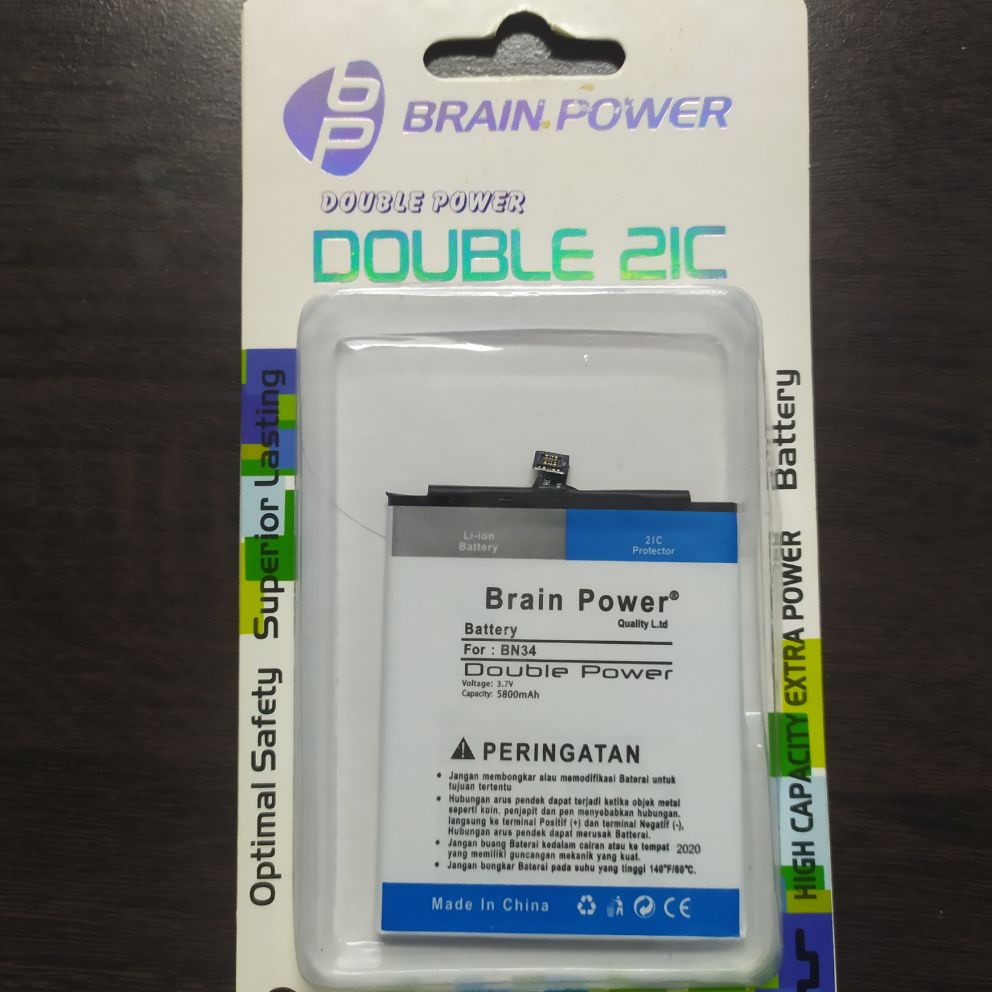 bp
BRAIN POWER
DOUBLE POWER
DOUBLE 2IC
Optimal Safety Superior Lasting
HIGH CAPACITY EXTRA POWER Battery
Li-ion
Battery
2IC
Protector
Brain Power®
Quality L.td
Battery
For : BN34
Double Power
Voltage: 3.7V
Capacity: 5800mAh
PERINGATAN
• Jangan membongkar alau memodifikasi Baterai untuk
tujuan tertentu
• Hubungan arus pendek dapat terjadi ketika objek metal
seperti koin, penjepit dan pen menyebabkan hubungan.
langsung ke terminal Positif (+) dan terminal Negatif (-),
Hubungan arus pendek dapat merusak Batterai.
• Jangan buang Baterai kedalam cairan atau ke tempat 2020
yang memiliki guncangan mekanik yang kuat.
• Jangan bongkar Baterai pada suhu yang tinggi 140°F/60°C.
Made In China
CE